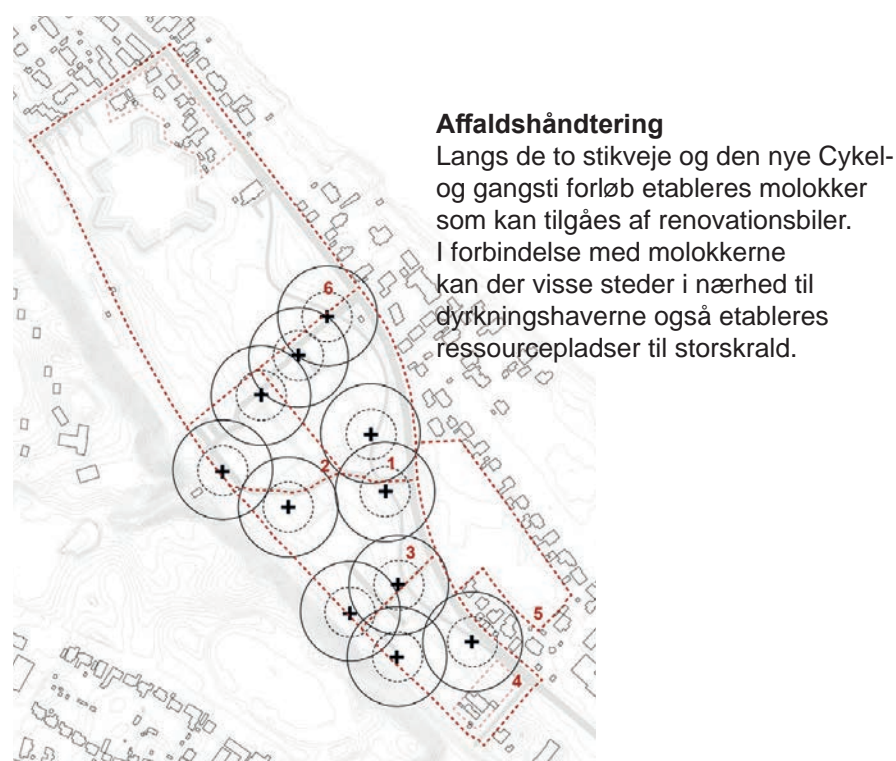 Affaldshåndtering
Langs de to stikveje og den nye Cykel-
og gangsti forløb etableres molokker
som kan tilgåes af renovationsbiler.
I forbindelse med molokkerne
kan der visse steder i nærhed til
dyrkningshaverne også etableres
ressourcepladser til storskrald.
6
2
1
3
5
4